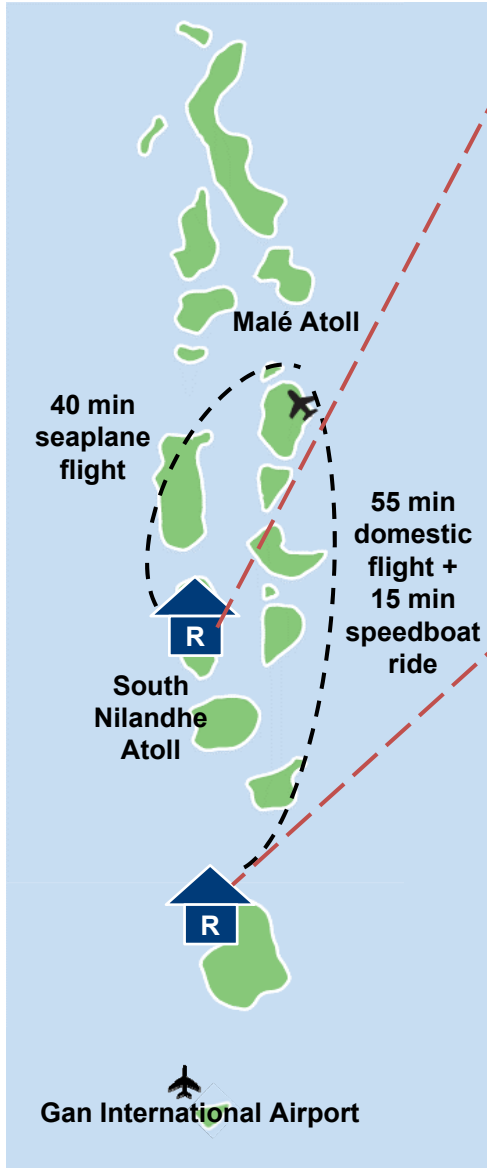 Malé Atoll
40 min
seaplane
flight
55 min
domestic
flight +
15 min
speedboat
ride
R
South
Nilandhe
Atoll
R
Gan International Airport